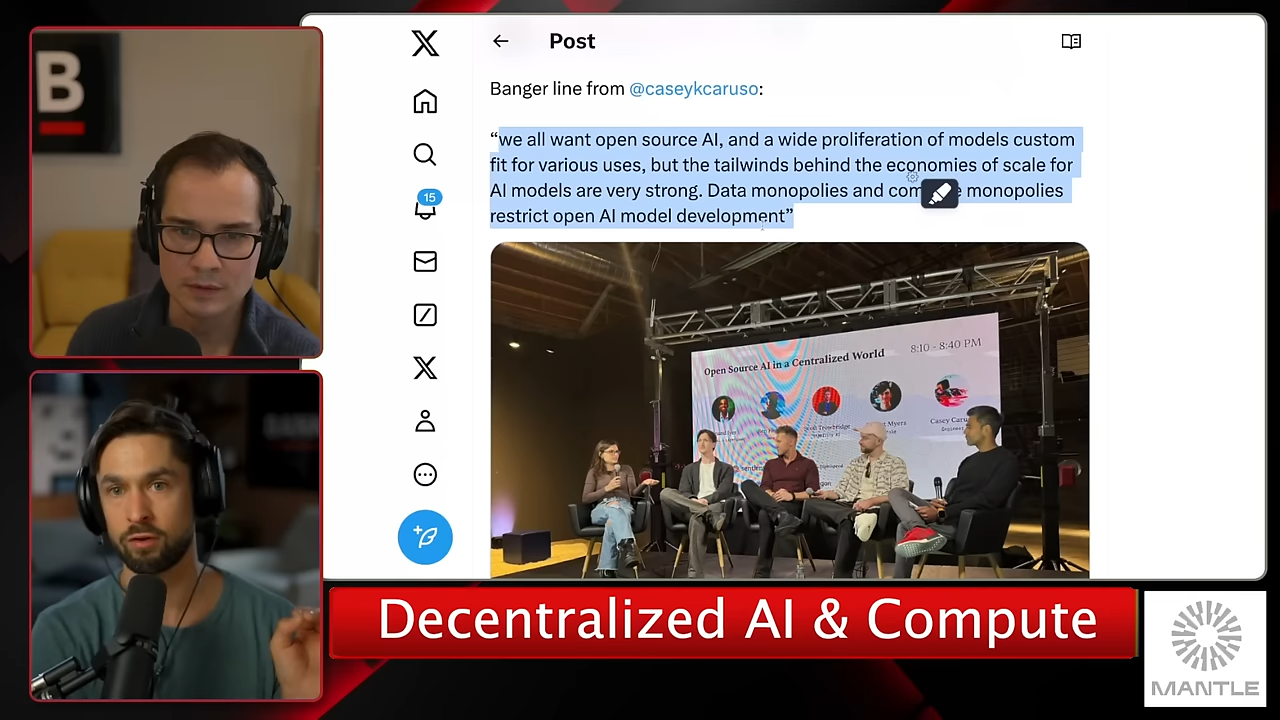 B
15
Post
Banger line from @caseykcaruso:
“we all want open source AI, and a wide proliferation of models custom
fit for various uses, but the tailwinds behind the economies of scale for
AI models are very strong. Data monopolies and monopolies
restrict open AI model development”
Open Source AI in a Centralized World
8:10 - 8:40 PM
Myers
Casey
Decentralized AI & Compute
MANTLE